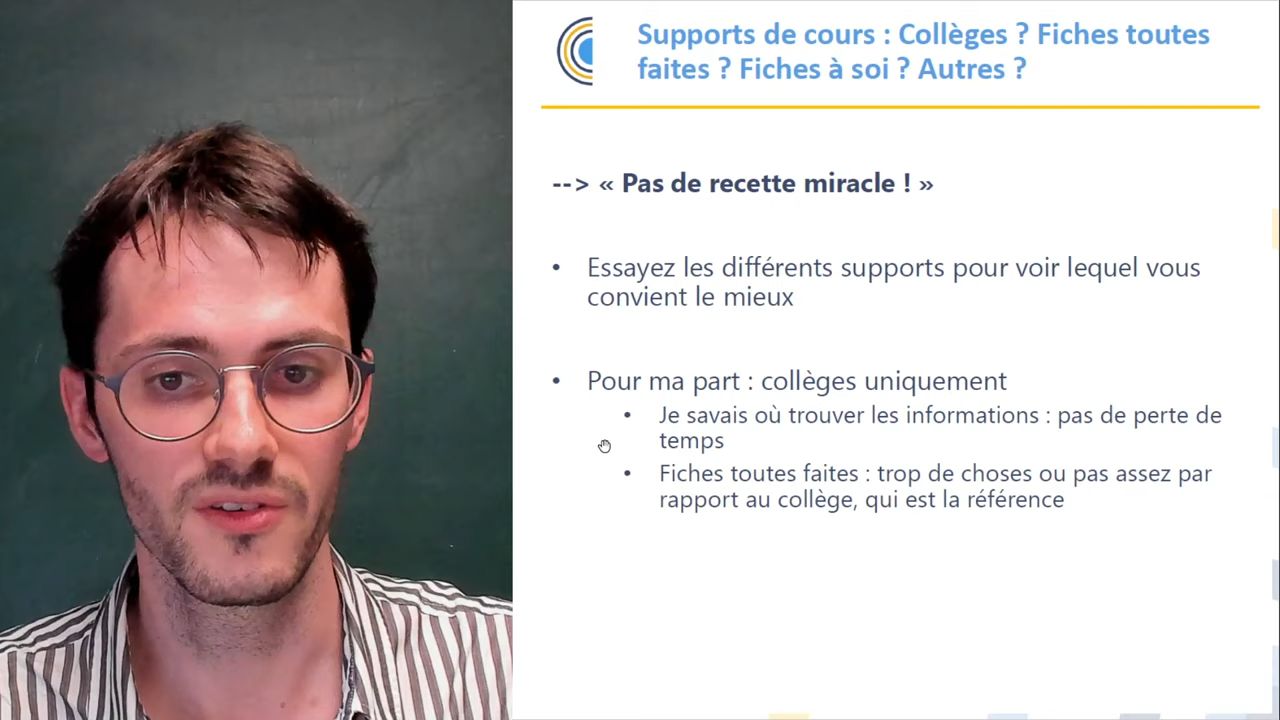 Supports de cours : Collèges ? Fiches toutes
faites ? Fiches à soi ? Autres ?
--> « Pas de recette miracle ! »
• Essayez les différents supports pour voir lequel vous
convient le mieux
• Pour ma part : collèges uniquement
• Je savais où trouver les informations : pas de perte de
temps
• Fiches toutes faites : trop de choses ou pas assez par
rapport au collège, qui est la référence